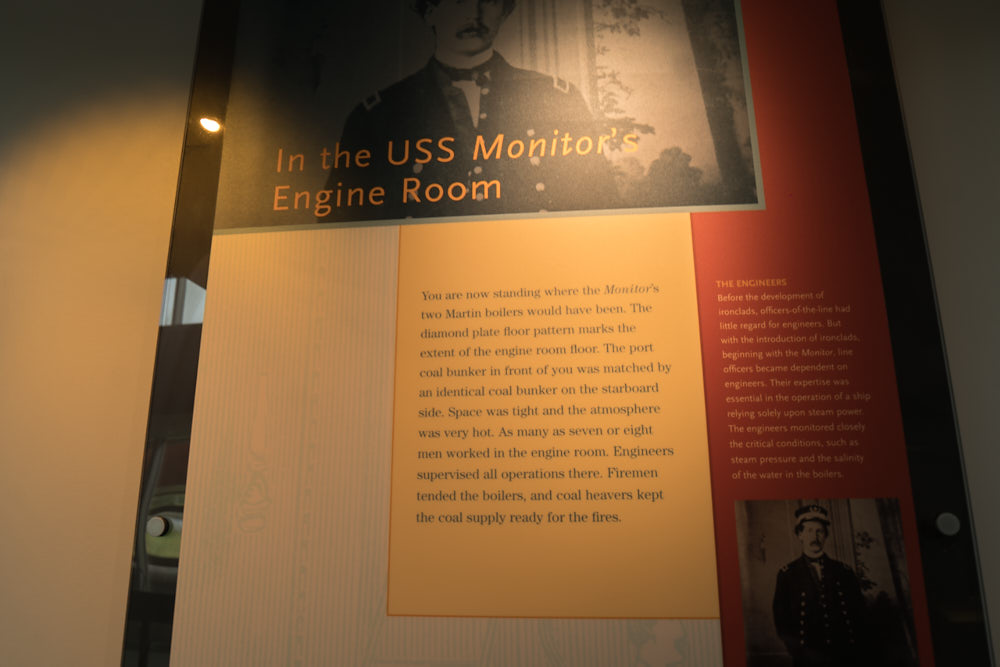 In the USS Monitor's
Engine Room
You are now standing where the Monitor's
two Martin boilers would have been. The
diamond plate floor pattern marks the
extent of the engine room floor. The port
coal bunker in front of you was matched by
an identical coal bunker on the starboard
side. Space was tight and the atmosphere
was very hot. As many as seven or eight
men worked in the engine room. Engineers
supervised all operations there. Firemen
tended the boilers, and coal heavers kept
the coal supply ready for the fires.
THE ENGINEERS
Before the development of
ironclads, officers-of-the-line had
little regard for engineers. But
with the introduction of ironclads,
beginning with the Monitor, line
officers became dependent on
engineers. Their expertise was
essential in the operation of a ship
relying solely upon steam power.
The engineers monitored closely
the critical conditions, such as
steam pressure and the salinity
of the water in the boilers.